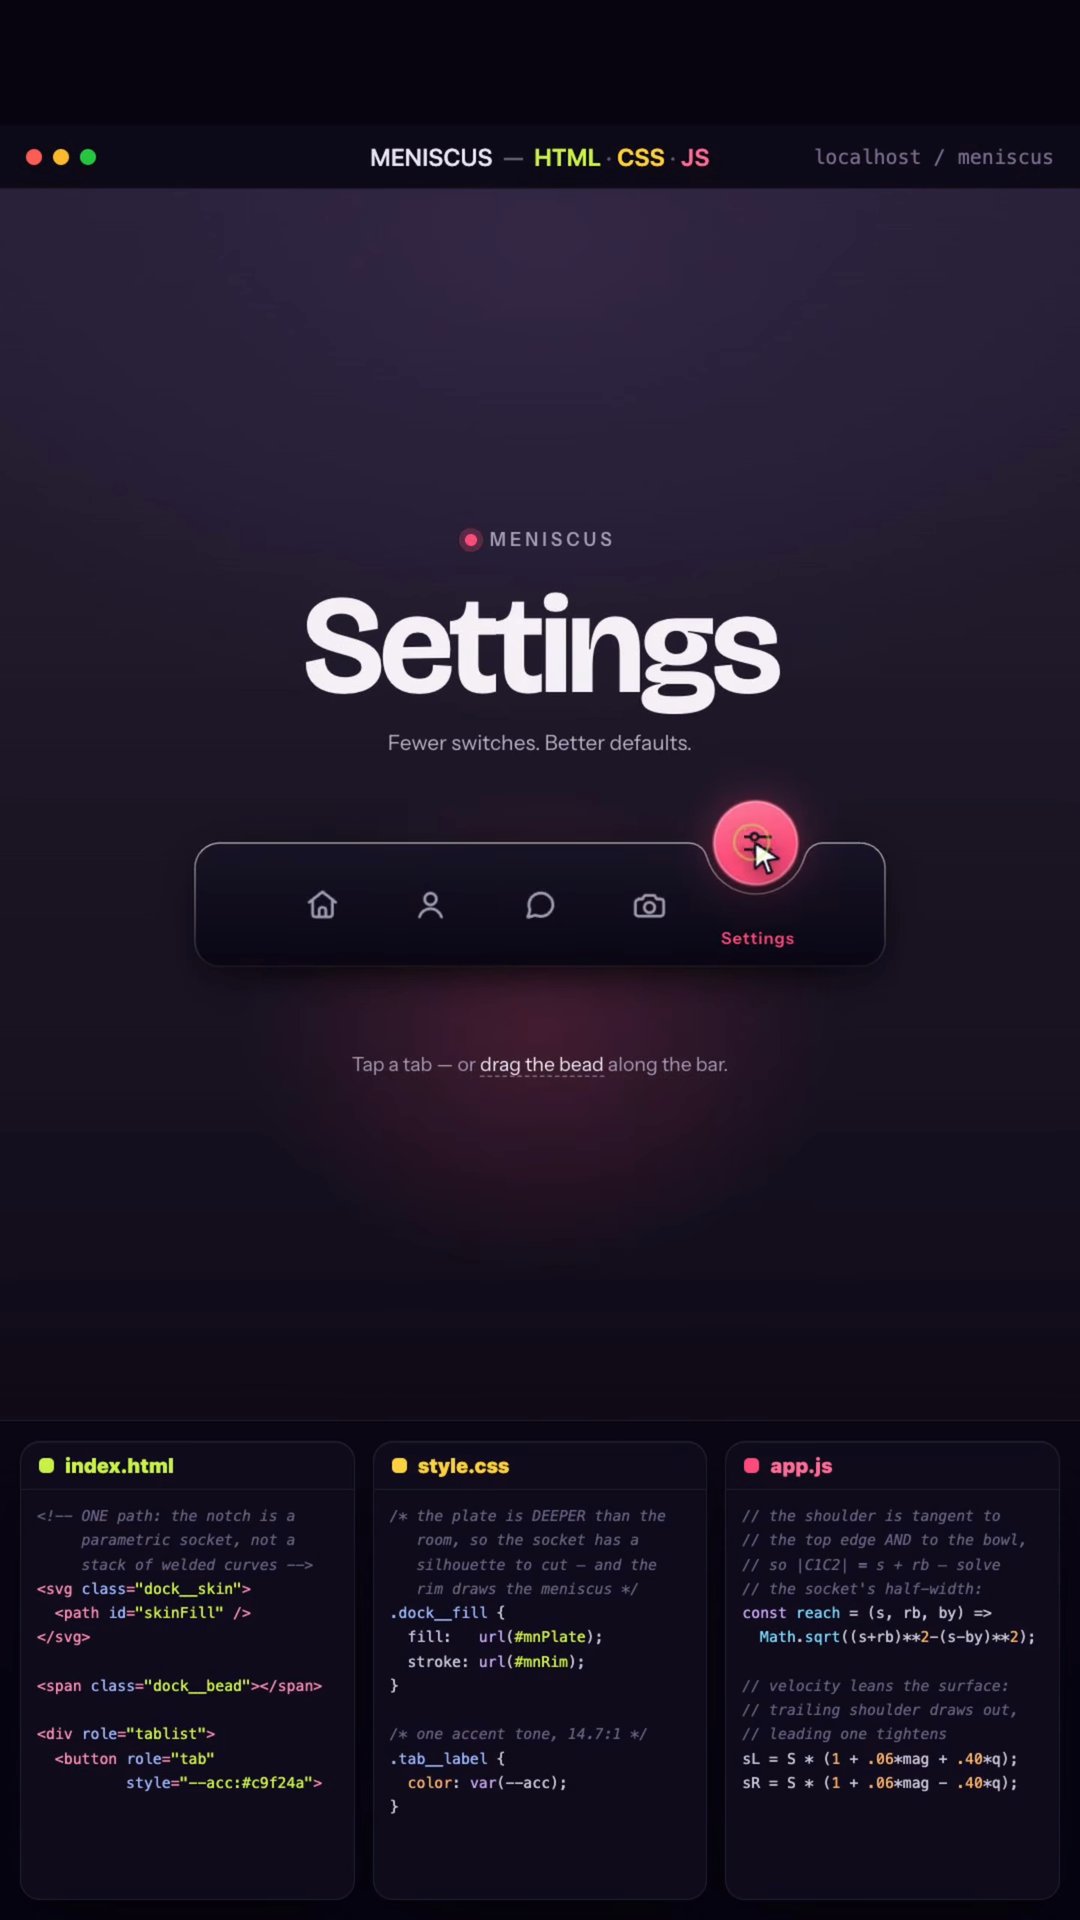 MENISCUS — HTML · CSS · JS
localhost / meniscus
MENISCUS
Settings
Fewer switches. Better defaults.
Settings
Tap a tab — or drag the bead along the bar.
index.html
<!-- ONE path: the notch is a
parametric socket, not a
stack of welded curves -->
<svg class="dock__skin">
<path id="skinFill" />
</svg>
<span class="dock__bead"></span>
<div role="tablist">
<button role="tab"
style="--acc:#c9f24a">
style.css
/* the plate is DEEPER than the
room, so the socket has a
silhouette to cut — and the
rim draws the meniscus */
.dock__fill {
fill:   url(#mnPlate);
stroke: url(#mnRim);
}
/* one accent tone, 14.7:1 */
.tab__label {
color: var(--acc);
}
app.js
// the shoulder is tangent to
// the top edge AND to the bowl,
// so |C1C2| = s + rb — solve
// the socket's half-width:
const reach = (s, rb, by) =>
Math.sqrt((s+rb)**2-(s-by)**2);
// velocity leans the surface:
// trailing shoulder draws out,
// leading one tightens
sL = S * (1 + .06*mag + .40*q);
sR = S * (1 + .06*mag - .40*q);